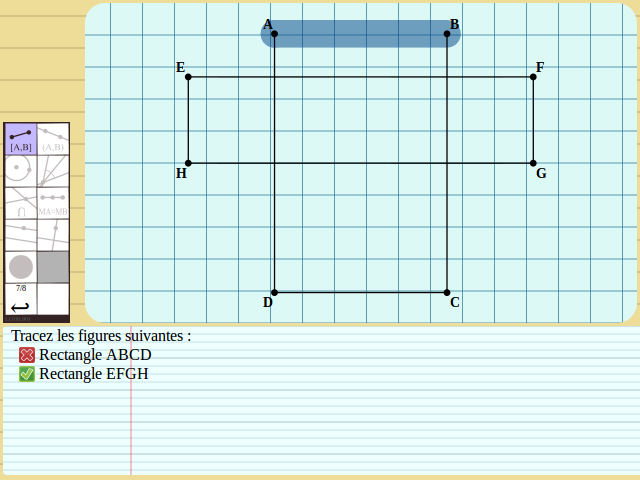 A B
E F
[A,B] (A,B)
H G
⋂ MA=MB
7/8
D C
Tracez les figures suivantes :
Rectangle ABCD
Rectangle EFGH